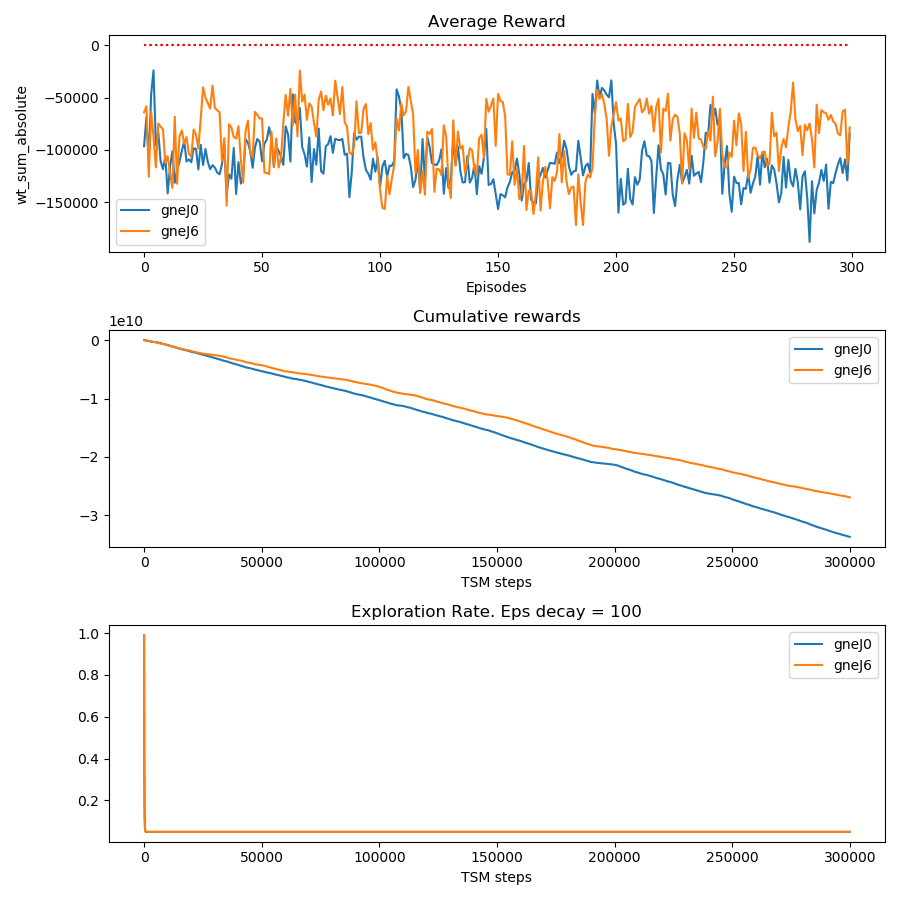 Average Reward
wt_sum_absolute
0
−50000
−100000
−150000
gneJ0
gneJ6
0 50 100 150 200 250 300
Episodes
Cumulative rewards
1e10
0
−1
−2
−3
gneJ0
gneJ6
0 50000 100000 150000 200000 250000 300000
TSM steps
Exploration Rate. Eps decay = 100
1.0
0.8
0.6
0.4
0.2
gneJ0
gneJ6
0 50000 100000 150000 200000 250000 300000
TSM steps